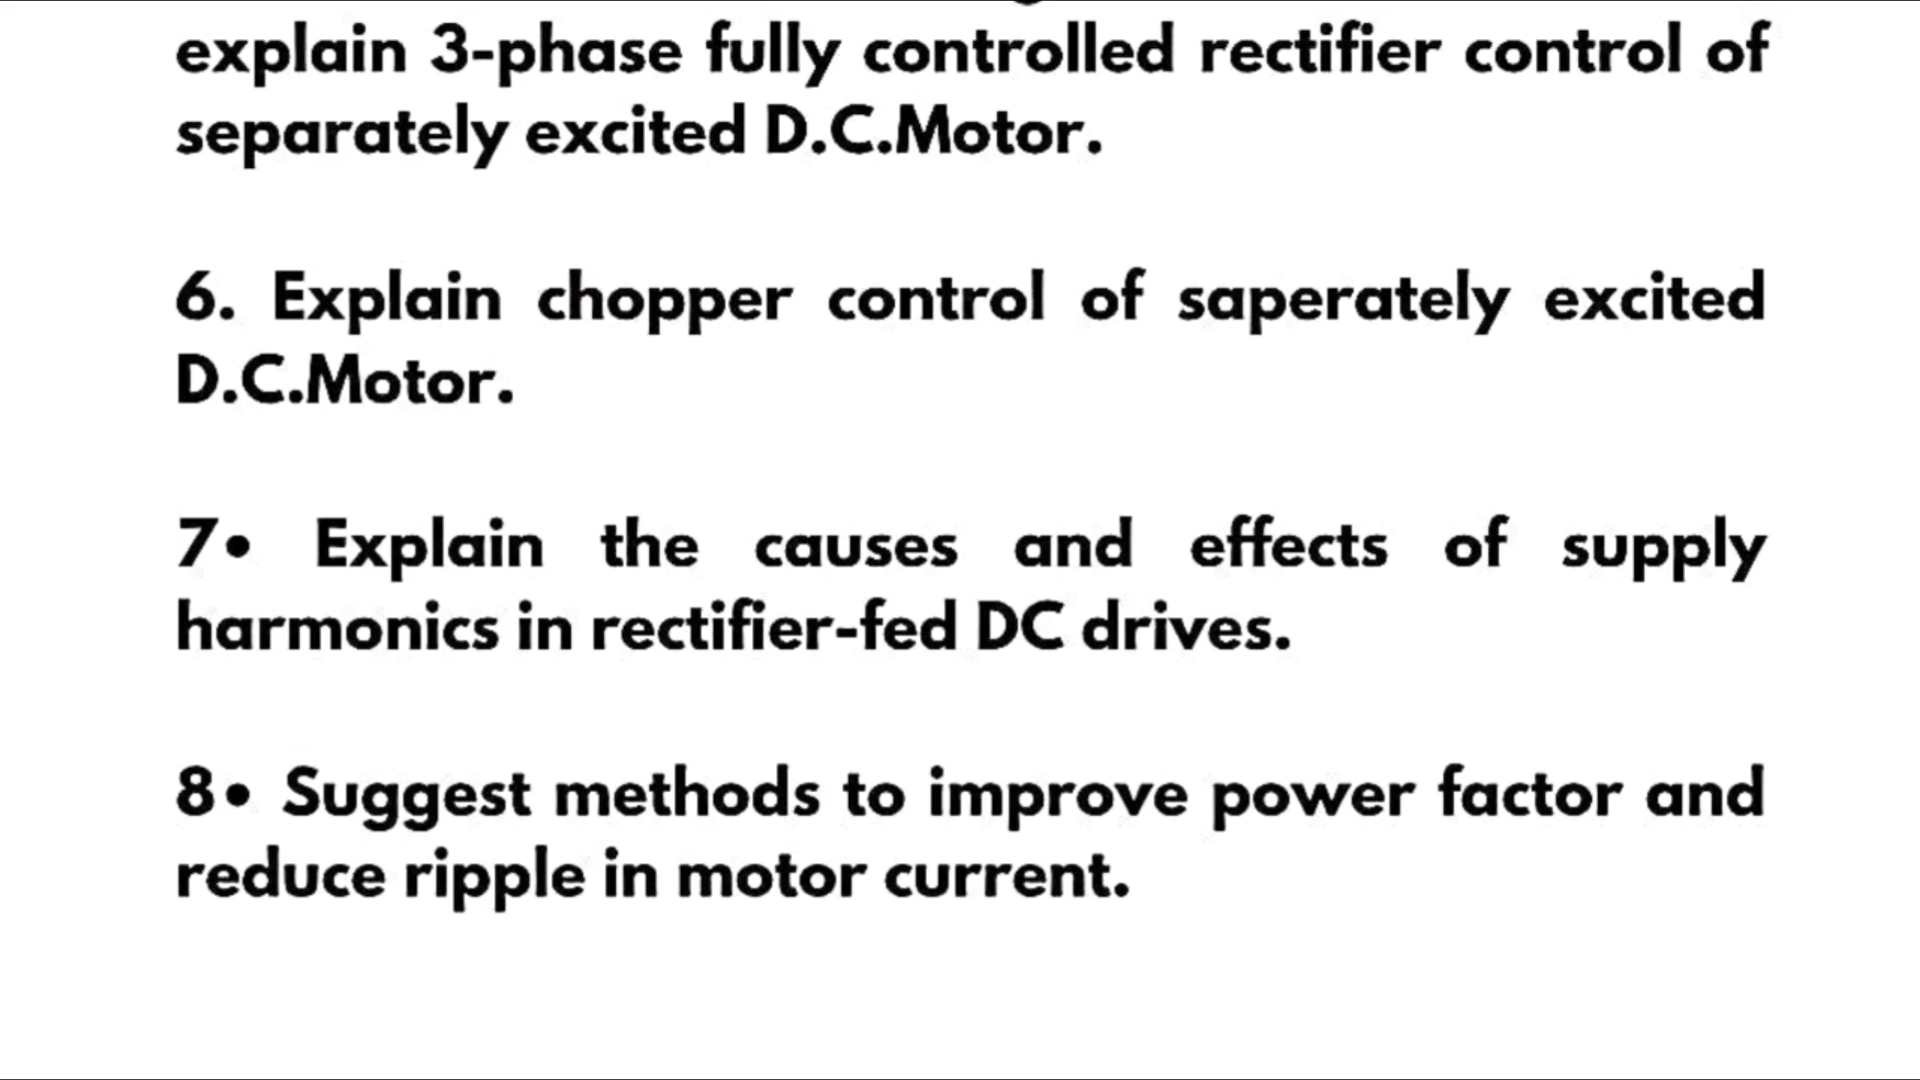 explain 3-phase fully controlled rectifier control of
separately excited D.C.Motor.
6. Explain chopper control of saperately excited
D.C.Motor.
7• Explain the causes and effects of supply
harmonics in rectifier-fed DC drives.
8• Suggest methods to improve power factor and
reduce ripple in motor current.